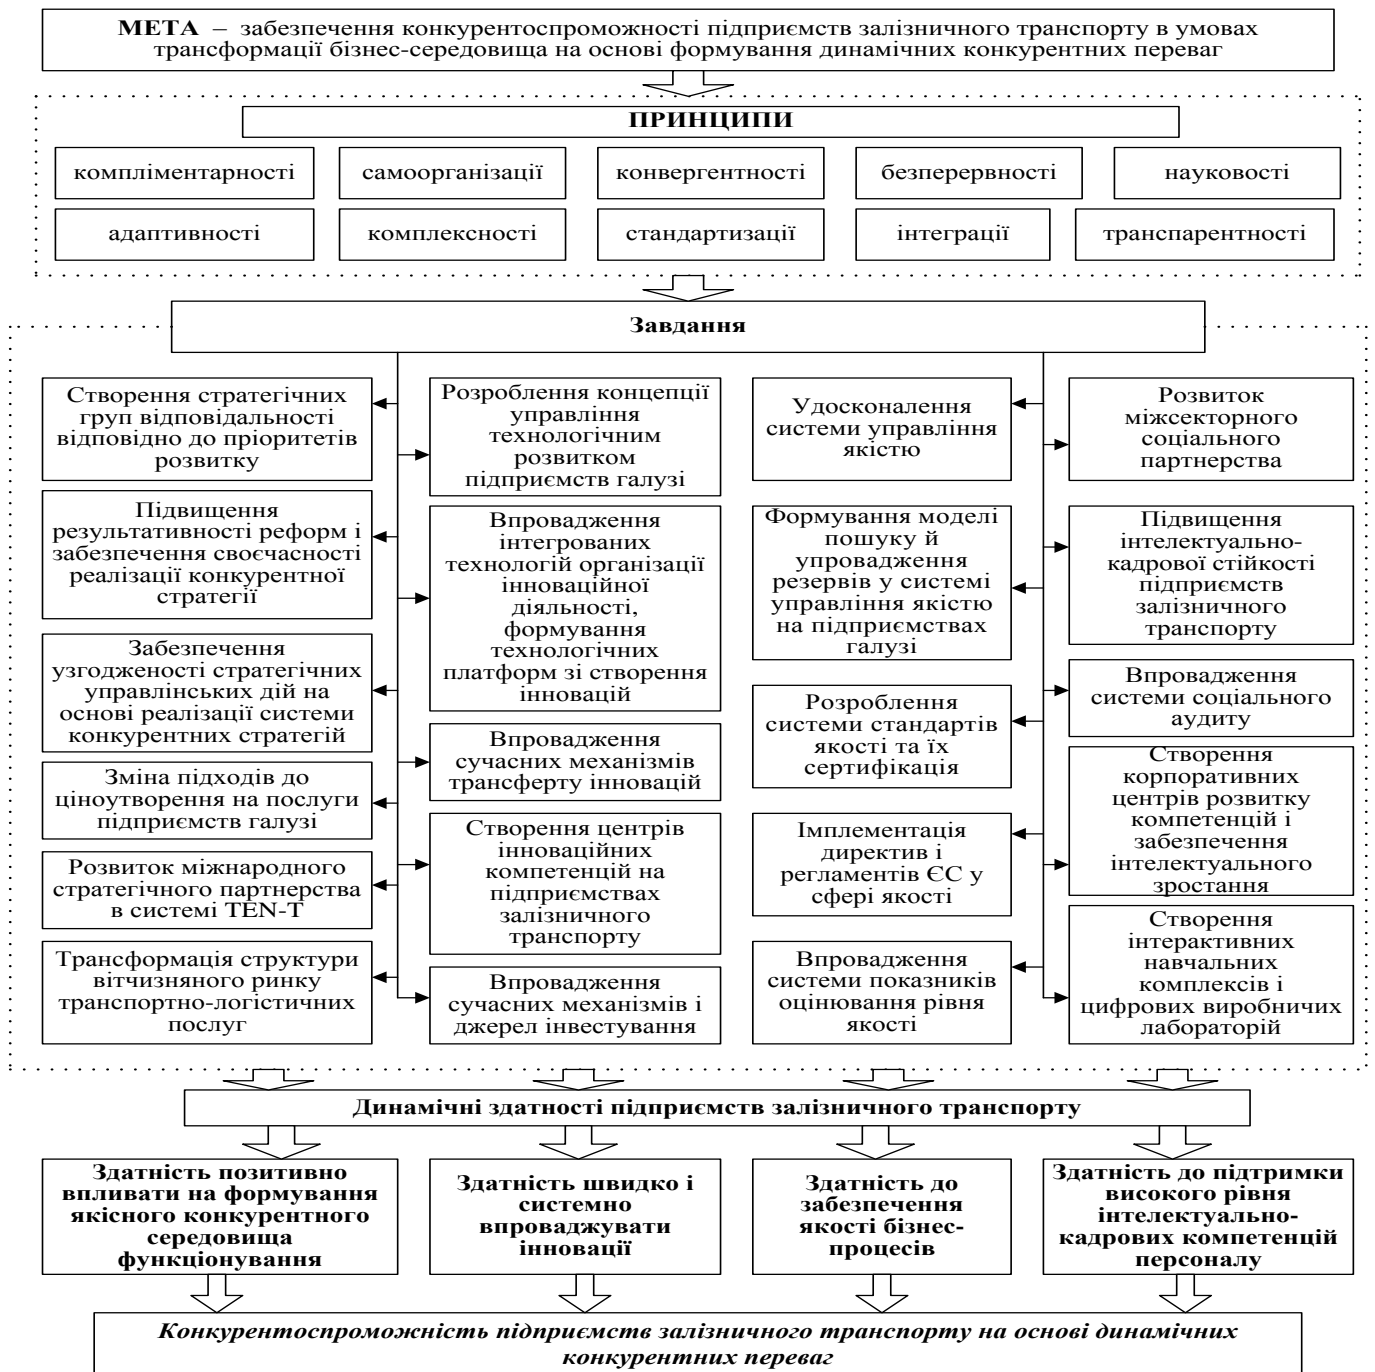 МЕТА – забезпечення конкурентоспроможності підприємств залізничного транспорту в умовах
трансформації бізнес-середовища на основі формування динамічних конкурентних переваг
ПРИНЦИПИ
компліментарності
самоорганізації
конвергентності
безперервності
науковості
адаптивності
комплексності
стандартизації
інтеграції
транспарентності
Завдання
Створення стратегічних
груп відповідальності
відповідно до пріоритетів
розвитку
Підвищення
результативності реформ і
забезпечення своєчасності
реалізації конкурентної
стратегії
Забезпечення
узгодженості стратегічних
управлінських дій на
основі реалізації системи
конкурентних стратегій
Зміна підходів до
ціноутворення на послуги
підприємств галузі
Розвиток міжнародного
стратегічного партнерства
в системі TEN-T
Трансформація структури
вітчизняного ринку
транспортно-логістичних
послуг
Розроблення концепції
управління
технологічним
розвитком
підприємств галузі
Впровадження
інтегрованих
технологій організації
інноваційної
діяльності,
формування
технологічних
платформ зі створення
інновацій
Впровадження
сучасних механізмів
трансферту інновацій
Створення центрів
інноваційних
компетенцій на
підприємствах
залізничного
транспорту
Впровадження
сучасних механізмів і
джерел інвестування
Удосконалення
системи управління
якістю
Формування моделі
пошуку й
упровадження
резервів у системі
управління якістю
на підприємствах
галузі
Розроблення
системи стандартів
якості та їх
сертифікація
Імплементація
директив і
регламентів ЄС у
сфері якості
Впровадження
системи показників
оцінювання рівня
якості
Розвиток
міжсекторного
соціального
партнерства
Підвищення
інтелектуально-
кадрової стійкості
підприємств
залізничного
транспорту
Впровадження
системи соціального
аудиту
Створення
корпоративних
центрів розвитку
компетенцій і
забезпечення
інтелектуального
зростання
Створення
інтерактивних
навчальних
комплексів і
цифрових виробничих
лабораторій
Динамічні здатності підприємств залізничного транспорту
Здатність позитивно
впливати на формування
якісного конкурентного
середовища
функціонування
Здатність швидко і
системно
впроваджувати
інновації
Здатність до
забезпечення
якості бізнес-
процесів
Здатність до підтримки
високого рівня
інтелектуально-
кадрових компетенцій
персоналу
Конкурентоспроможність підприємств залізничного транспорту на основі динамічних
конкурентних переваг